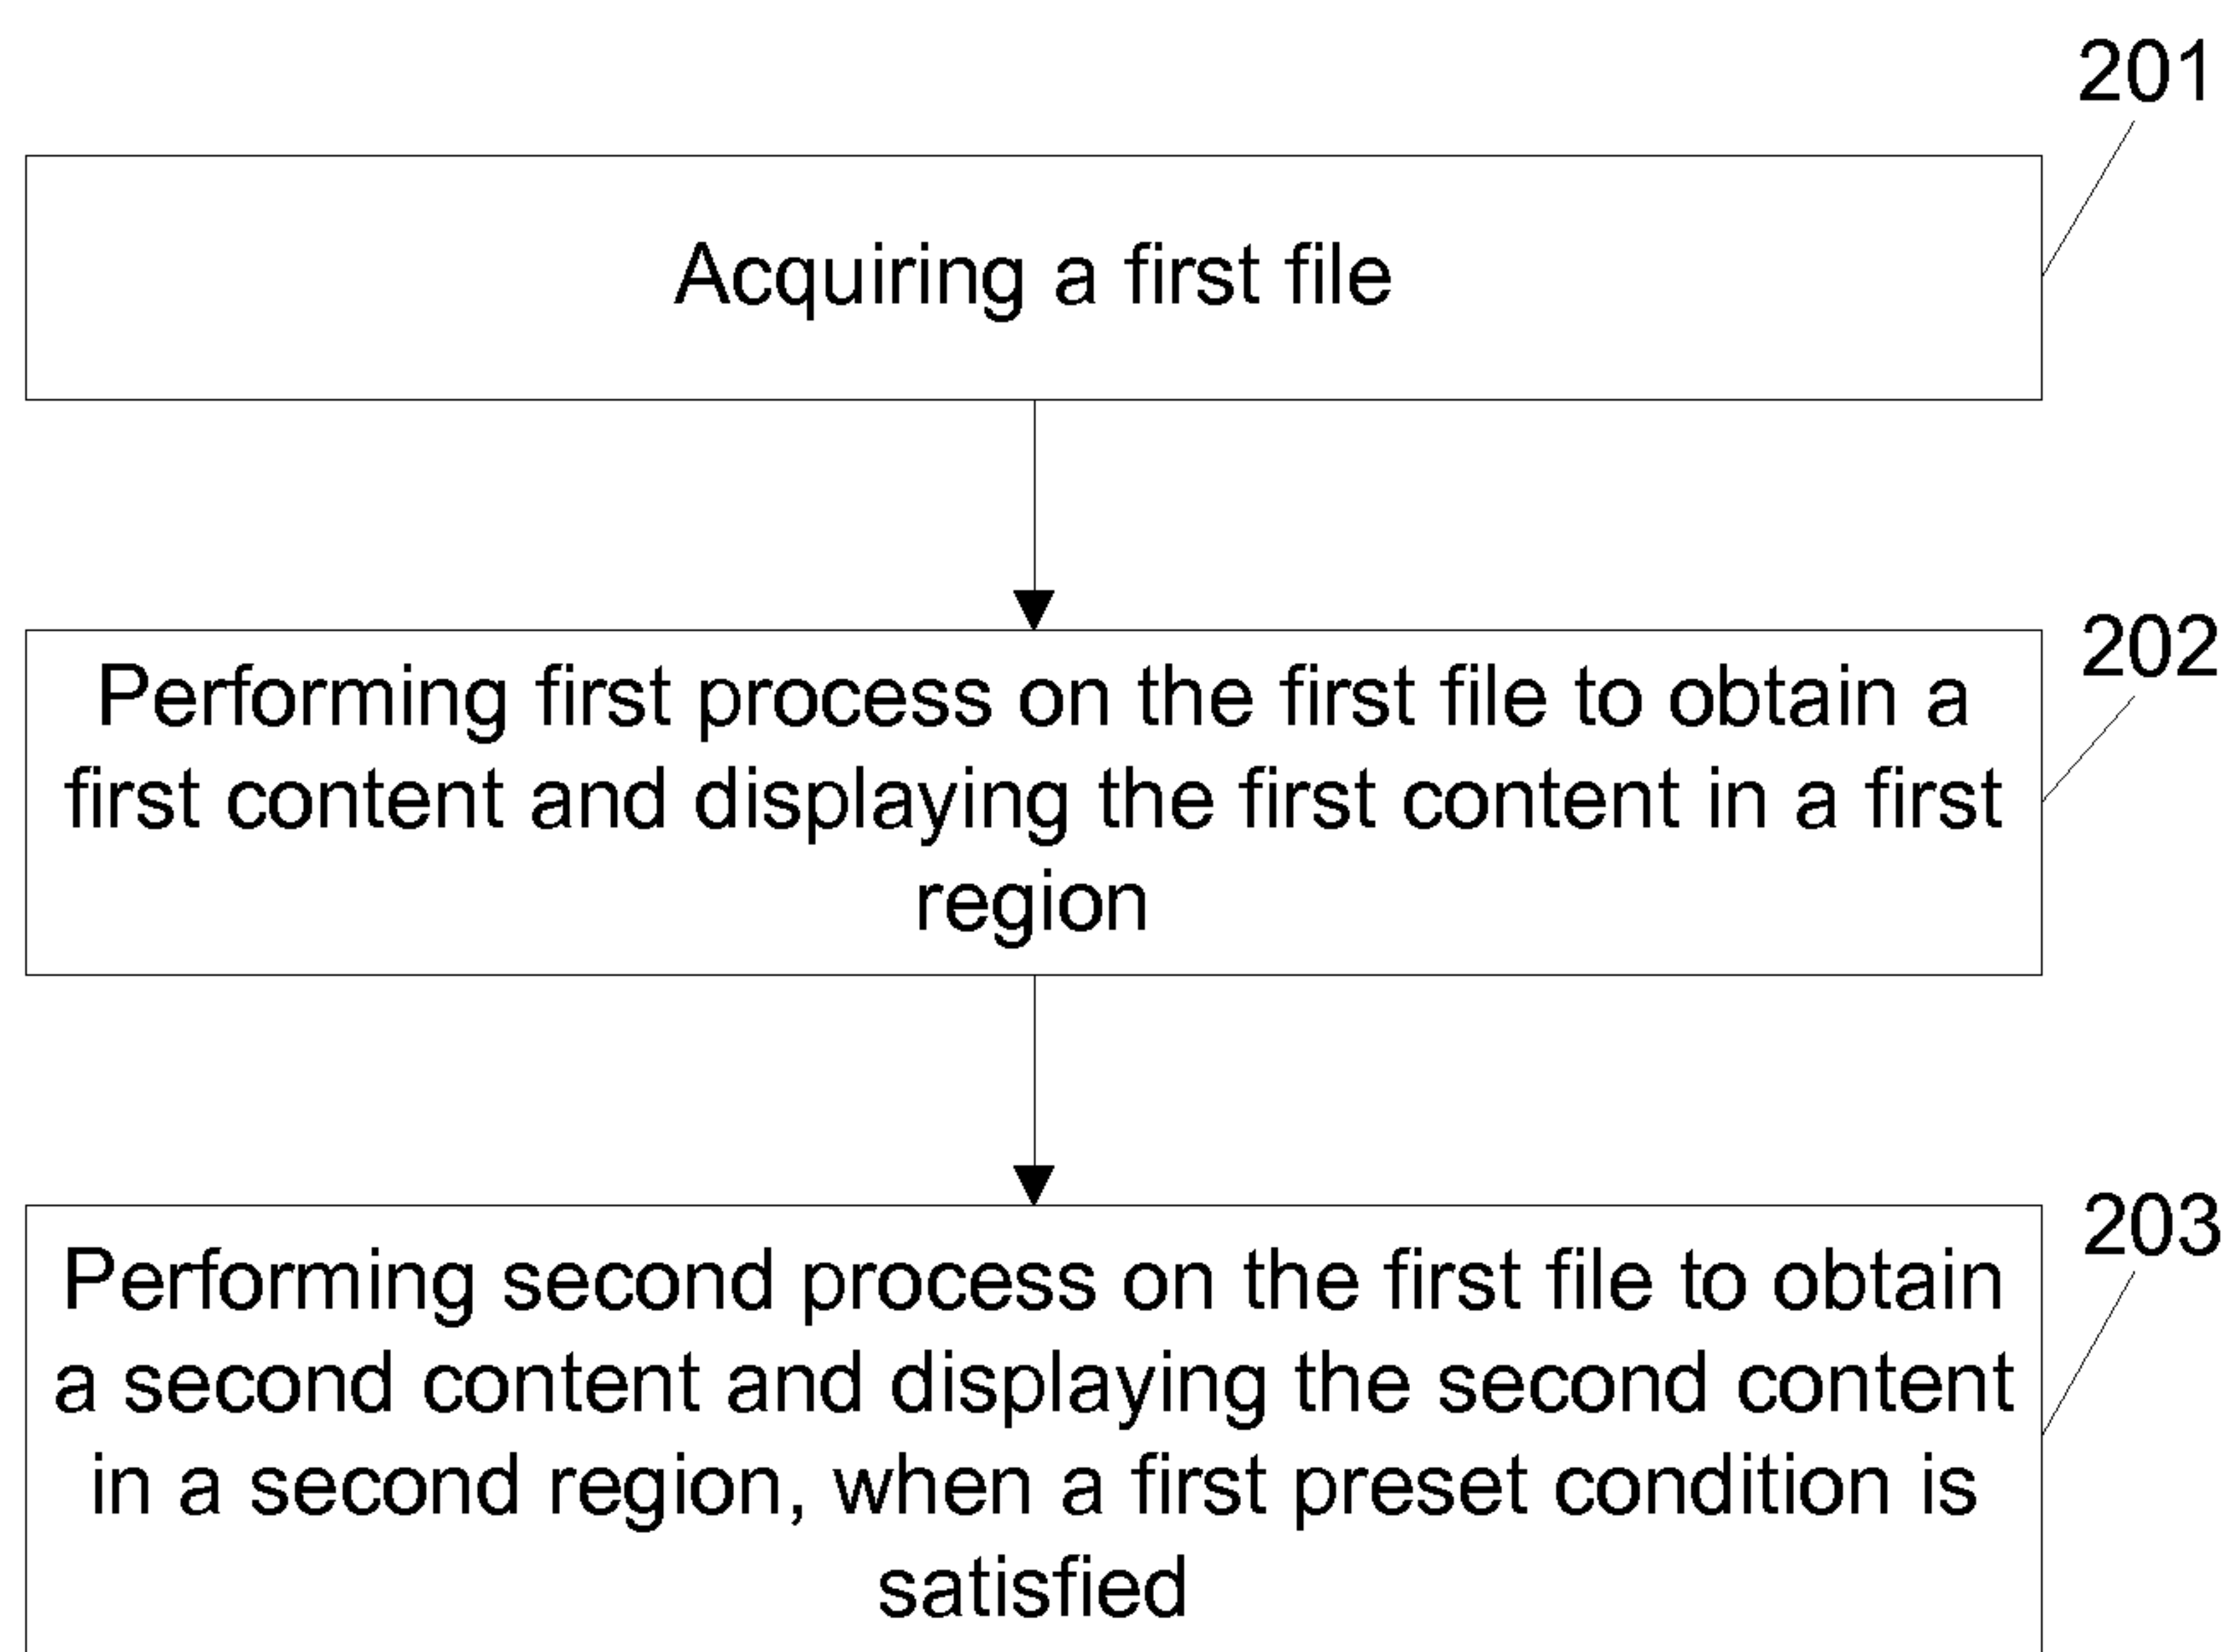 201
Acquiring a first file
202
Performing first process on the first file to obtain a
first content and displaying the first content in a first
region
203
Performing second process on the first file to obtain
a second content and displaying the second content
in a second region, when a first preset condition is
satisfied